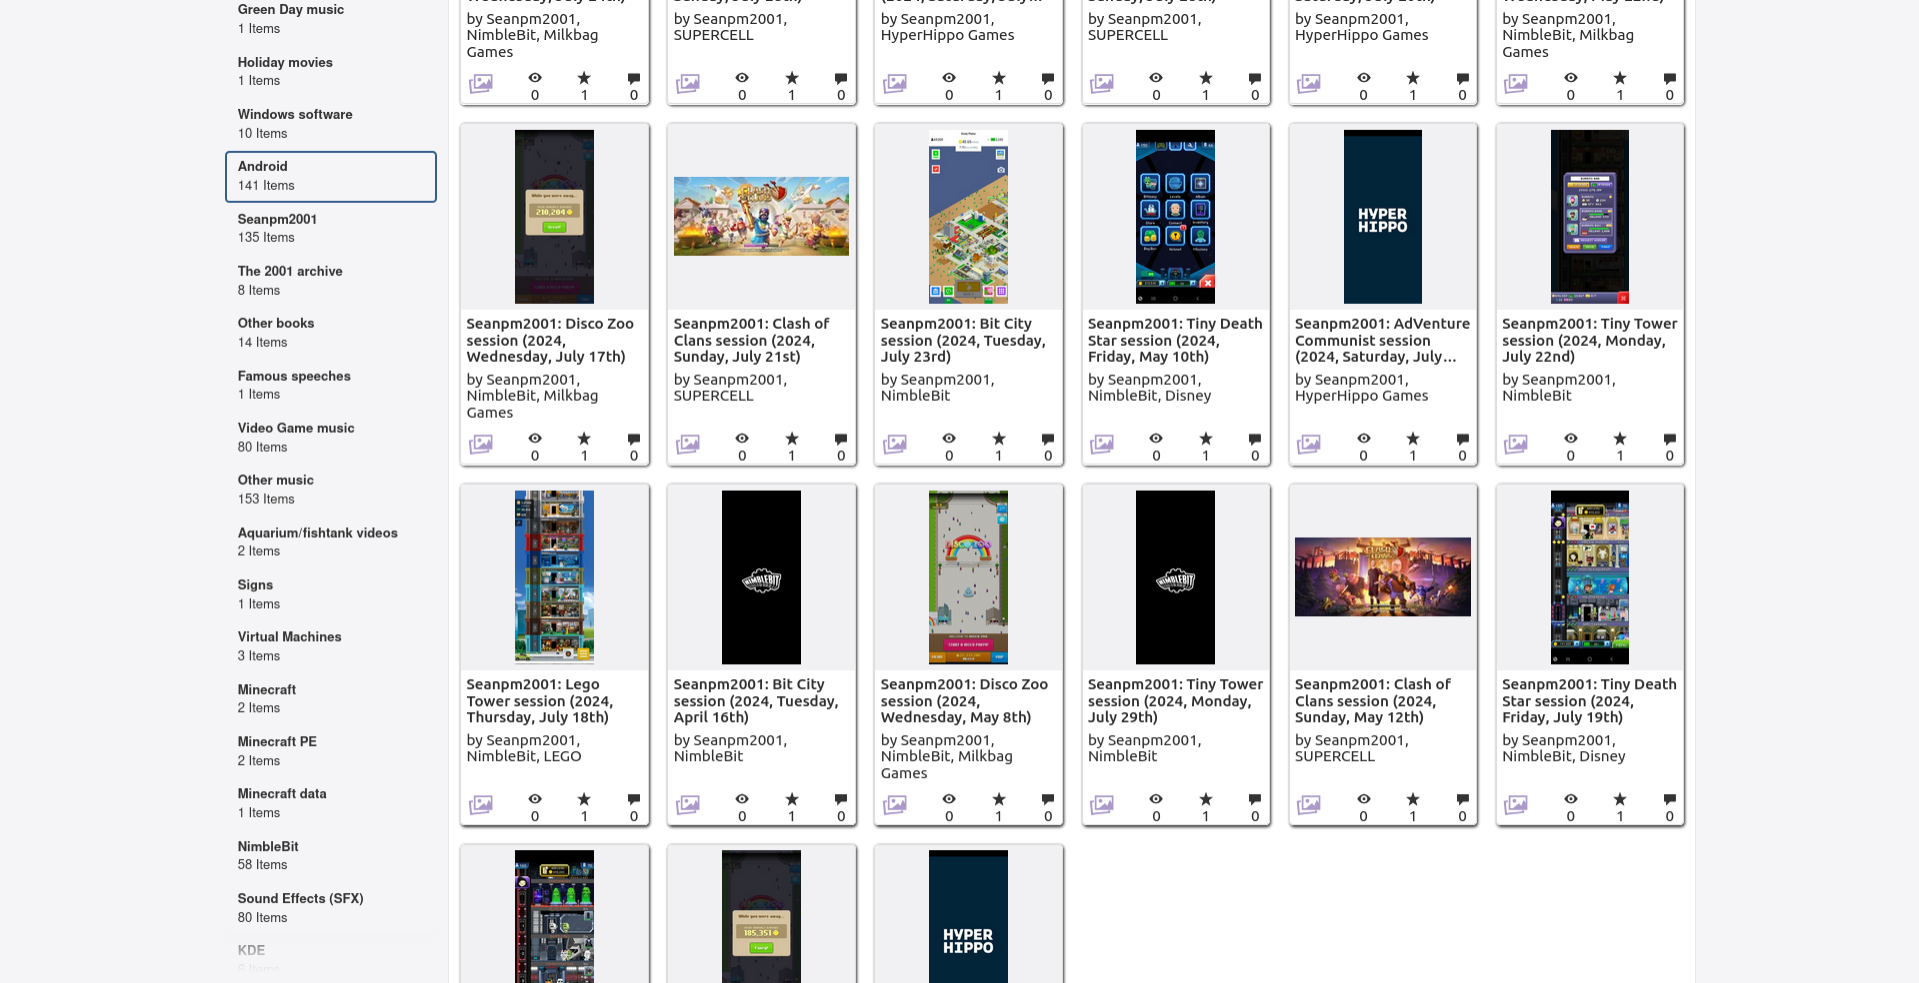 Green Day music
1 Items
Holiday movies
1 Items
Windows software
10 Items
Android
141 Items
Seanpm2001
135 Items
The 2001 archive
8 Items
Other books
14 Items
Famous speeches
1 Items
Video Game music
80 Items
Other music
153 Items
Aquarium/fishtank videos
2 Items
Signs
1 Items
Virtual Machines
3 Items
Minecraft
2 Items
Minecraft PE
2 Items
Minecraft data
1 Items
NimbleBit
58 Items
Sound Effects (SFX)
80 Items
KDE
by Seanpm2001,
NimbleBit, Milkbag
Games
0 1 0
by Seanpm2001,
SUPERCELL
0 1 0
by Seanpm2001,
HyperHippo Games
0 1 0
by Seanpm2001,
SUPERCELL
0 1 0
by Seanpm2001,
HyperHippo Games
0 1 0
by Seanpm2001,
NimbleBit, Milkbag
Games
0 1 0
While you were away...
210,204
Seanpm2001: Disco Zoo
session (2024,
Wednesday, July 17th)
by Seanpm2001,
NimbleBit, Milkbag
Games
0 1 0
Seanpm2001: Clash of
Clans session (2024,
Sunday, July 21st)
by Seanpm2001,
SUPERCELL
0 1 0
Seanpm2001: Bit City
session (2024, Tuesday,
July 23rd)
by Seanpm2001,
NimbleBit
0 1 0
Seanpm2001: Tiny Death
Star session (2024,
Friday, May 10th)
by Seanpm2001,
NimbleBit, Disney
0 1 0
HYPER
HIPPO
Seanpm2001: AdVenture
Communist session
(2024, Saturday, July...
by Seanpm2001,
HyperHippo Games
0 1 0
Seanpm2001: Tiny Tower
session (2024, Monday,
July 22nd)
by Seanpm2001,
NimbleBit
0 1 0
Seanpm2001: Lego
Tower session (2024,
Thursday, July 18th)
by Seanpm2001,
NimbleBit, LEGO
0 1 0
NIMBLEBIT
Seanpm2001: Bit City
session (2024, Tuesday,
April 16th)
by Seanpm2001,
NimbleBit
0 1 0
Seanpm2001: Disco Zoo
session (2024,
Wednesday, May 8th)
by Seanpm2001,
NimbleBit, Milkbag
Games
0 1 0
NIMBLEBIT
Seanpm2001: Tiny Tower
session (2024, Monday,
July 29th)
by Seanpm2001,
NimbleBit
0 1 0
Seanpm2001: Clash of
Clans session (2024,
Sunday, May 12th)
by Seanpm2001,
SUPERCELL
0 1 0
Seanpm2001: Tiny Death
Star session (2024,
Friday, July 19th)
by Seanpm2001,
NimbleBit, Disney
0 1 0
While you were away...
185,351
HYPER
HIPPO